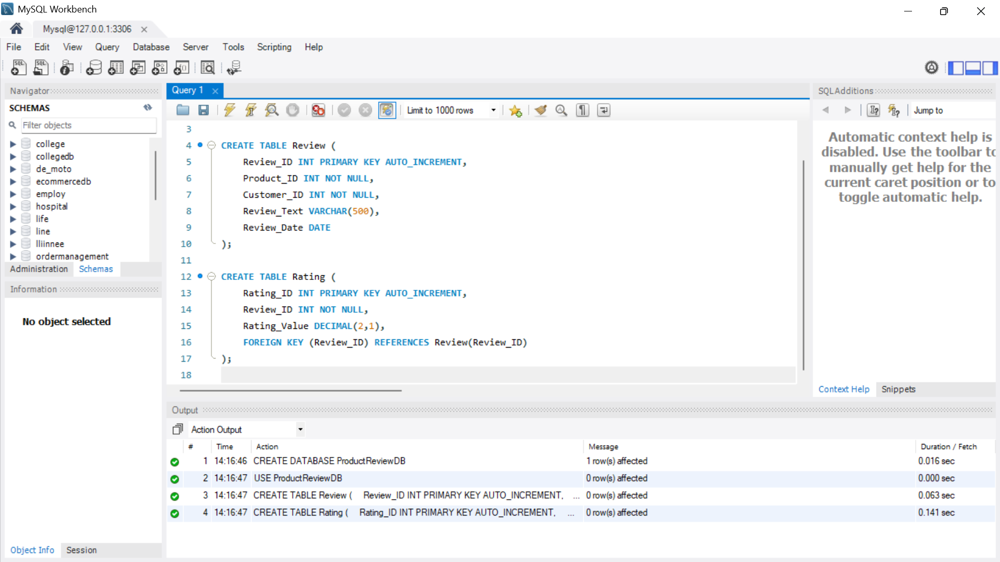 MySQL Workbench
Mysql@127.0.0.1:3306
File Edit View Query Database Server Tools Scripting Help
Navigator
SCHEMAS
Filter objects
college
collegedb
de_moto
ecommercedb
employ
hospital
life
line
lliinnee
ordermanagement
Administration Schemas
Information
No object selected
Object Info Session
Query 1
Limit to 1000 rows
3
4 CREATE TABLE Review (
5 Review_ID INT PRIMARY KEY AUTO_INCREMENT,
6 Product_ID INT NOT NULL,
7 Customer_ID INT NOT NULL,
8 Review_Text VARCHAR(500),
9 Review_Date DATE
10 );
11
12 CREATE TABLE Rating (
13 Rating_ID INT PRIMARY KEY AUTO_INCREMENT,
14 Review_ID INT NOT NULL,
15 Rating_Value DECIMAL(2,1),
16 FOREIGN KEY (Review_ID) REFERENCES Review(Review_ID)
17 );
18
SQLAdditions
Jump to
Automatic context help is
disabled. Use the toolbar to
manually get help for the
current caret position or to
toggle automatic help.
Context Help Snippets
Output
Action Output
# Time Action Message Duration / Fetch
1 14:16:46 CREATE DATABASE ProductReviewDB 1 row(s) affected 0.016 sec
2 14:16:47 USE ProductReviewDB 0 row(s) affected 0.000 sec
3 14:16:47 CREATE TABLE Review ( Review_ID INT PRIMARY KEY AUTO_INCREMENT, ... 0 row(s) affected 0.063 sec
4 14:16:47 CREATE TABLE Rating ( Rating_ID INT PRIMARY KEY AUTO_INCREMENT, ... 0 row(s) affected 0.141 sec